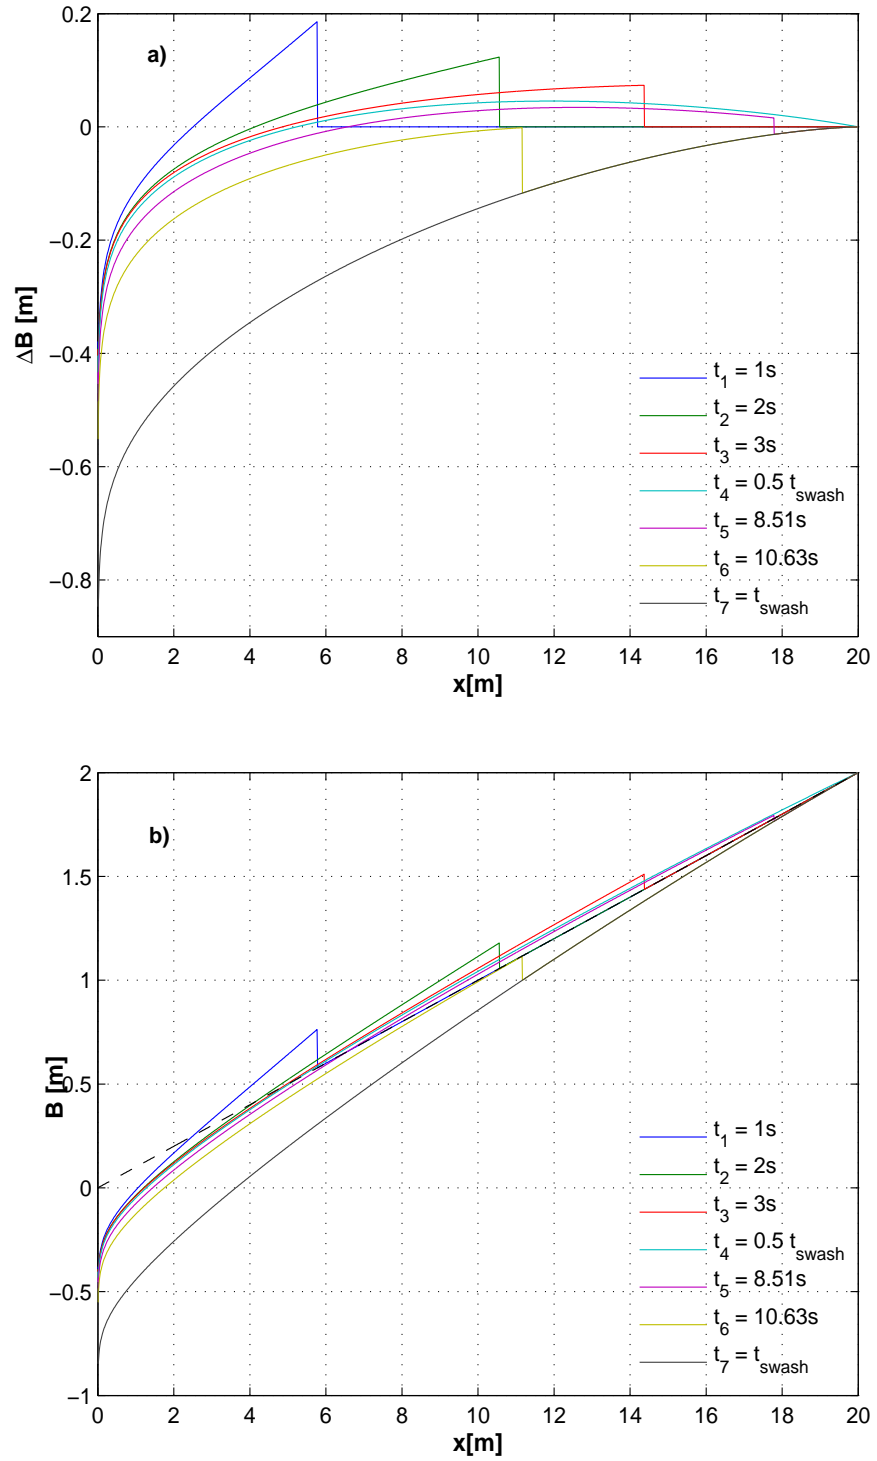 a)
0.2
0
−0.2
−0.4
−0.6
−0.8
ΔB [m]
t1 = 1s
t2 = 2s
t3 = 3s
t4 = 0.5 tswash
t5 = 8.51s
t6 = 10.63s
t7 = tswash
0 2 4 6 8 10 12 14 16 18 20
x[m]
b)
2
1.5
1
0.5
0
−0.5
−1
B [m]
t1 = 1s
t2 = 2s
t3 = 3s
t4 = 0.5 tswash
t5 = 8.51s
t6 = 10.63s
t7 = tswash
0 2 4 6 8 10 12 14 16 18 20
x[m]